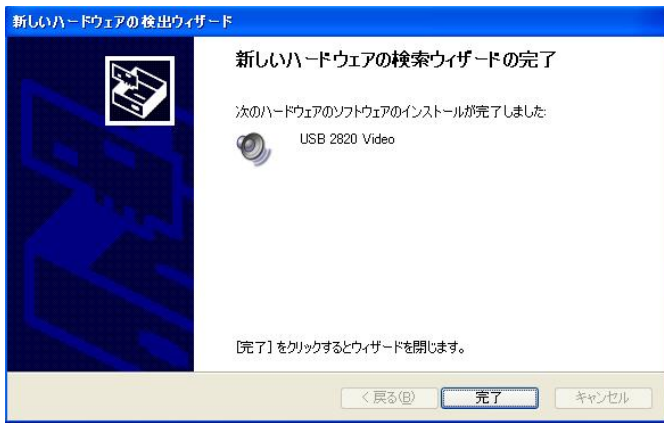 新しいハードウェアの検出ウィザード
新しいハードウェアの検索ウィザードの完了
次のハードウェアのソフトウェアのインストールが完了しました:
USB 2820 Video
[完了] をクリックするとウィザードを閉じます。
< 戻る(B)
完了
キャンセル